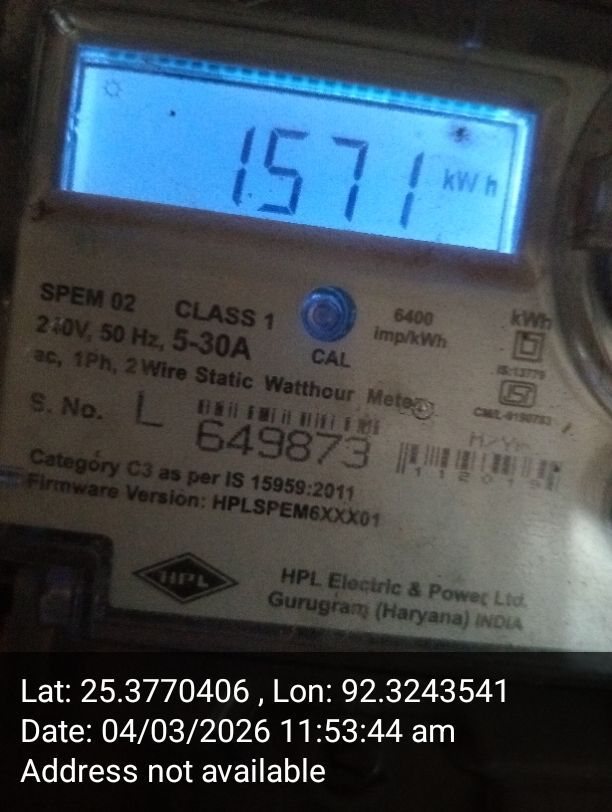 1571 kWh
SPEM 02 CLASS 1
240V, 50 Hz, 5-30A
ac, 1Ph, 2 Wire Static Watthour Meter
CAL
6400
imp/kWh
kWh
IS:13779
S. No. L 649873
M/Yr.
Category C3 as per IS 15959:2011
Firmware Version: HPLSPEM6XXX01
HPL
HPL Electric & Power Ltd.
Gurugram (Haryana) INDIA
Lat: 25.3770406 , Lon: 92.3243541
Date: 04/03/2026 11:53:44 am
Address not available